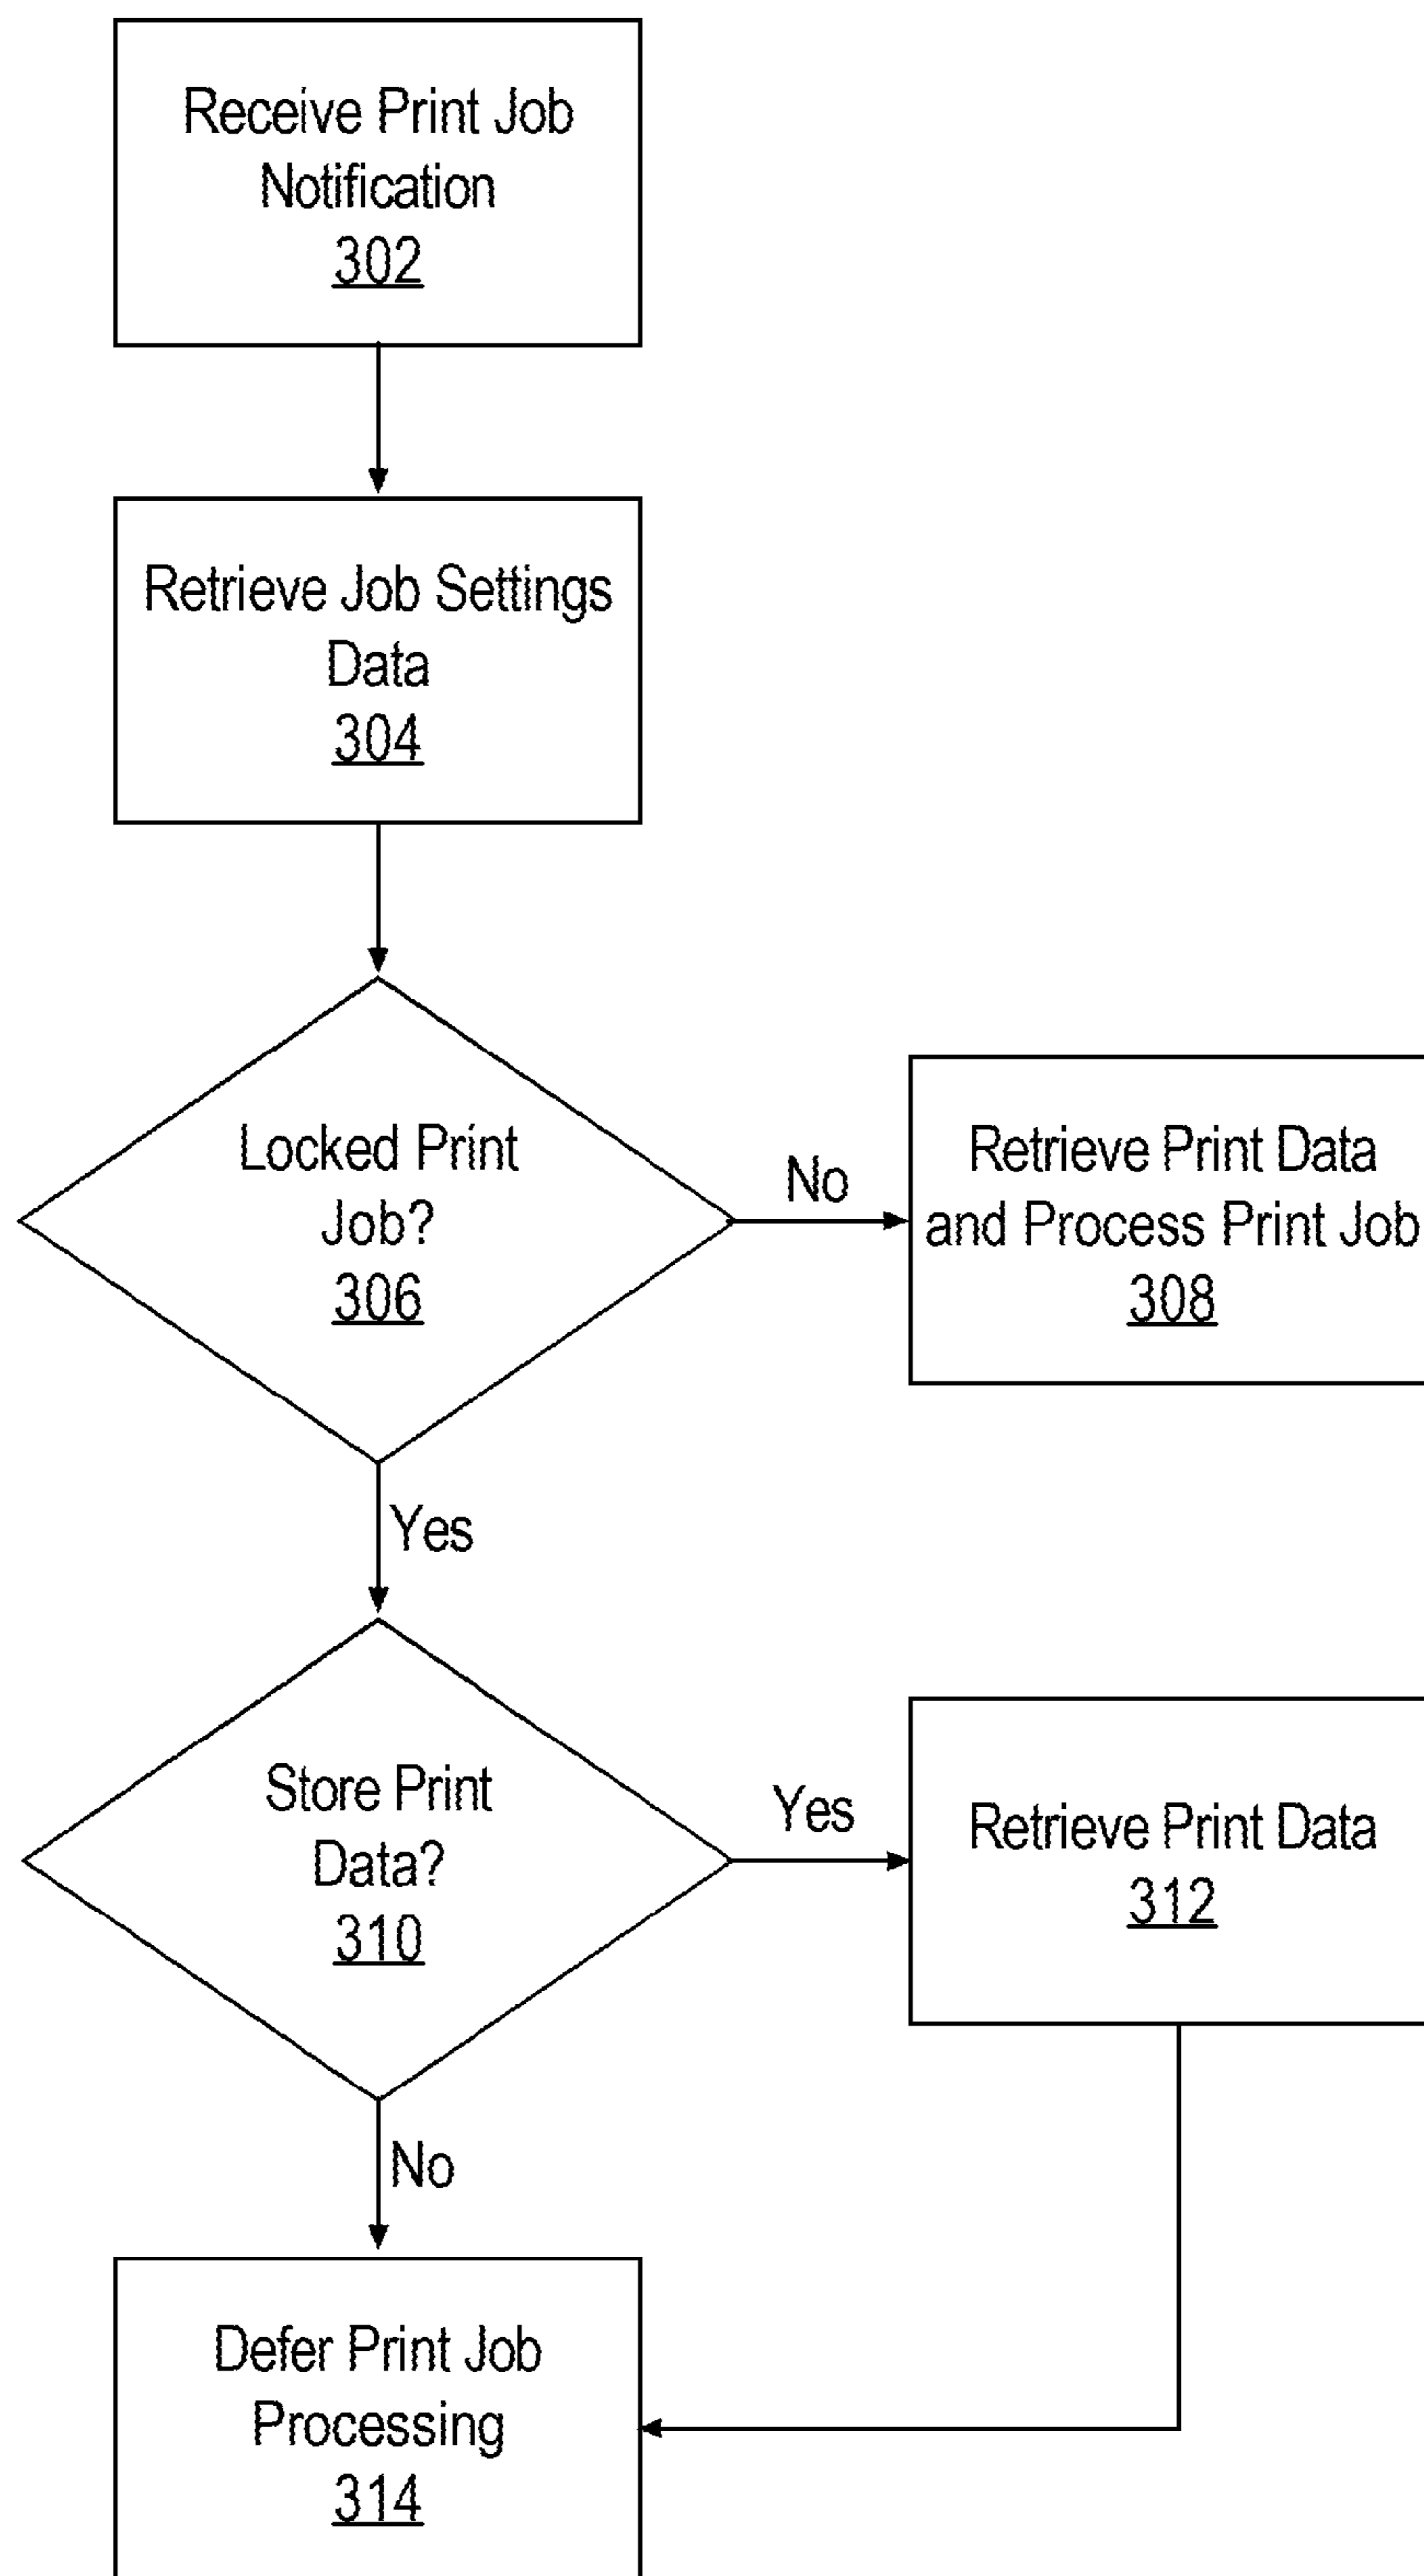 Receive Print Job
Notification
302
Retrieve Job Settings
Data
304
Locked Print
Job?
306
No
Retrieve Print Data
and Process Print Job
308
Yes
Store Print
Data?
310
Yes
Retrieve Print Data
312
No
Defer Print Job
Processing
314